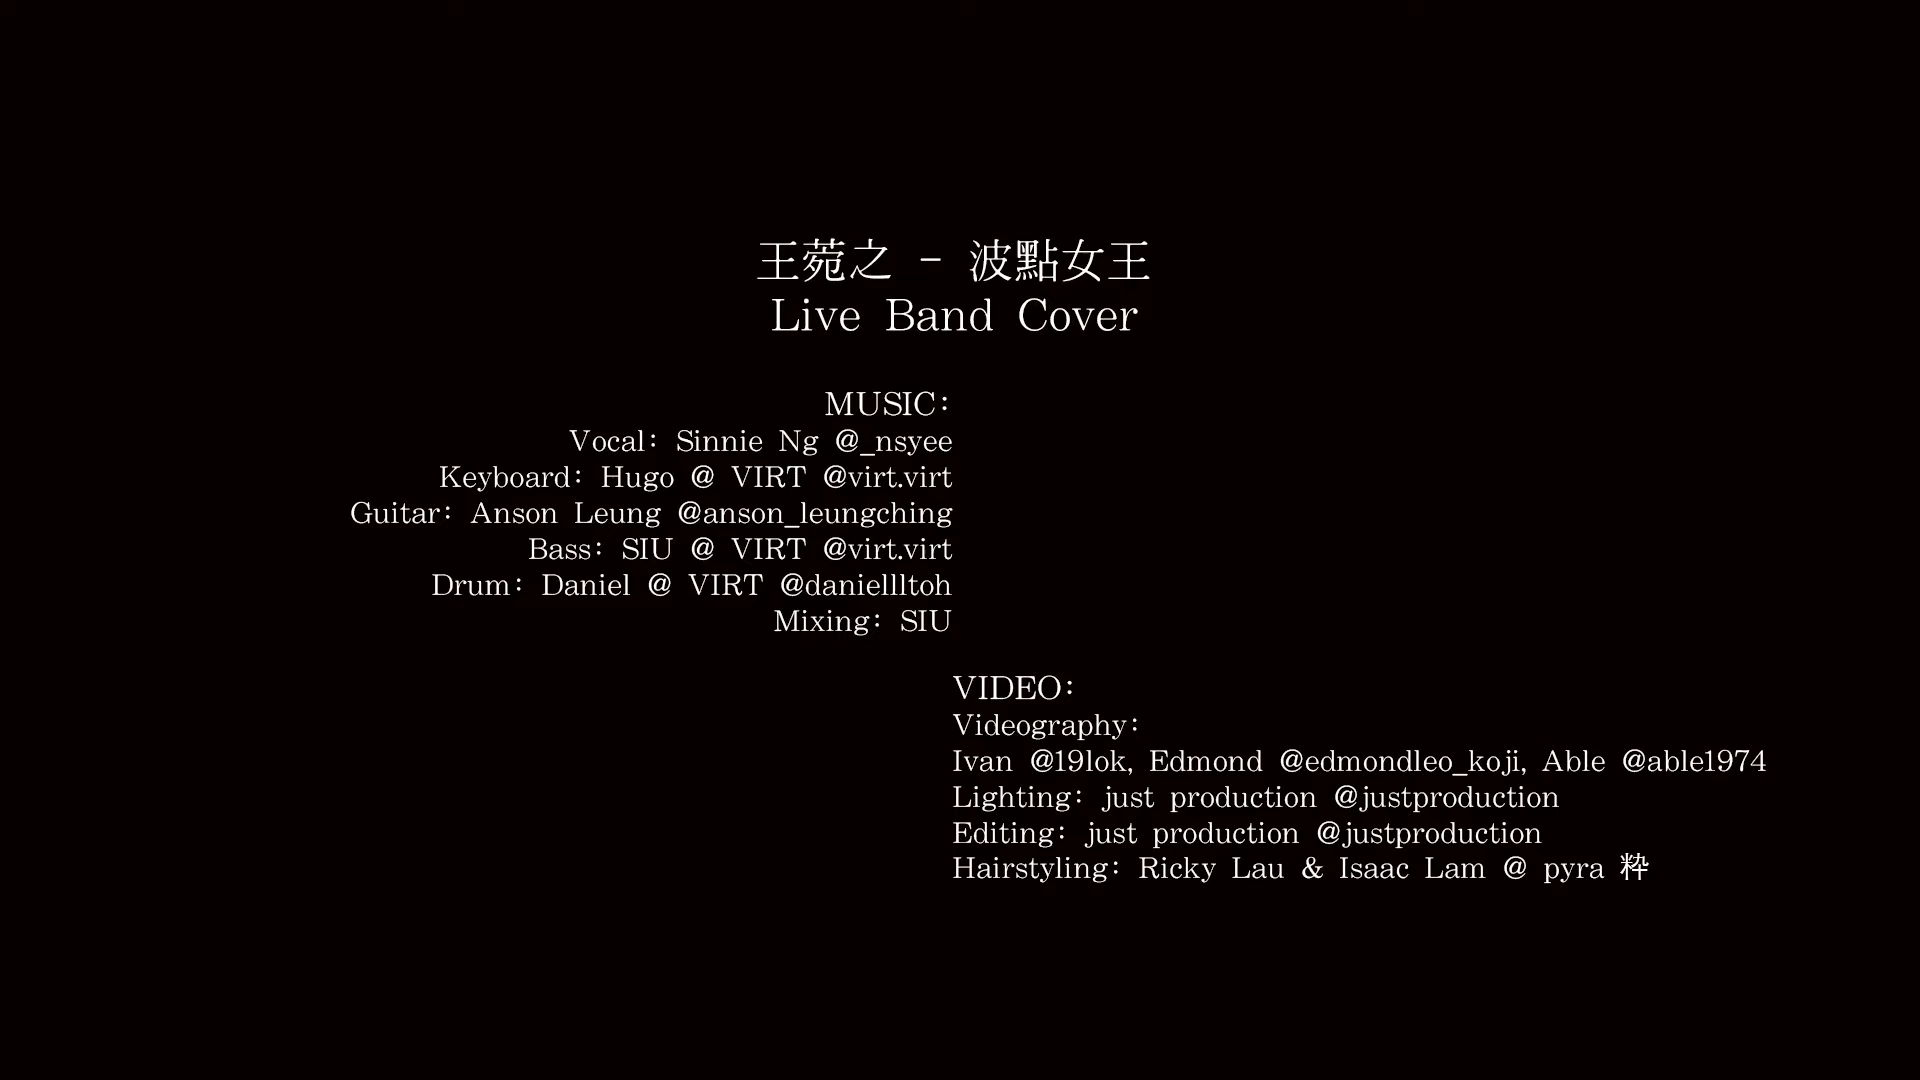 王菀之 - 波點女王
Live Band Cover
MUSIC:
Vocal: Sinnie Ng @_nsyee
Keyboard: Hugo @ VIRT @virt.virt
Guitar: Anson Leung @anson_leungching
Bass: SIU @ VIRT @virt.virt
Drum: Daniel @ VIRT @daniellltoh
Mixing: SIU
VIDEO:
Videography:
Ivan @19lok, Edmond @edmondleo_koji, Able @able1974
Lighting: just production @justproduction
Editing: just production @justproduction
Hairstyling: Ricky Lau & Isaac Lam @ pyra 粋